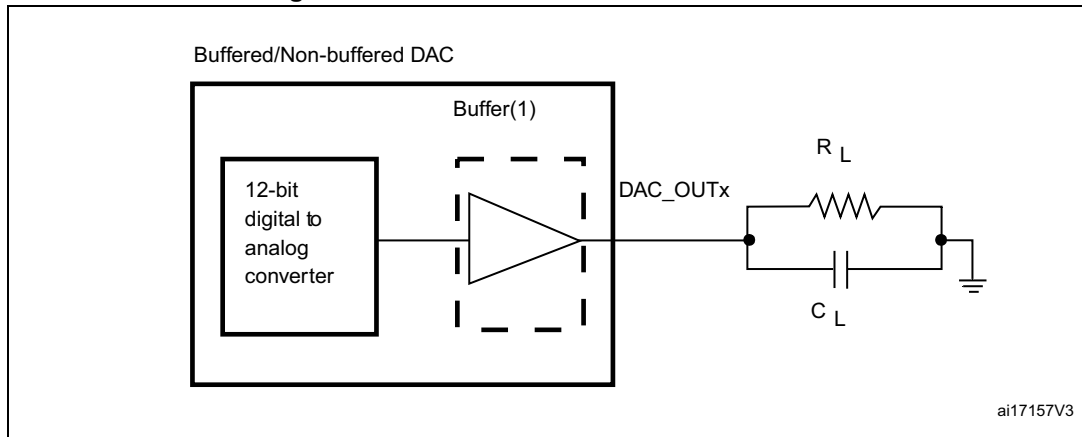 Buffered/Non-buffered DAC
Buffer(1)
12-bit
digital to
analog
converter
DAC_OUTx
R L
C L
ai17157V3